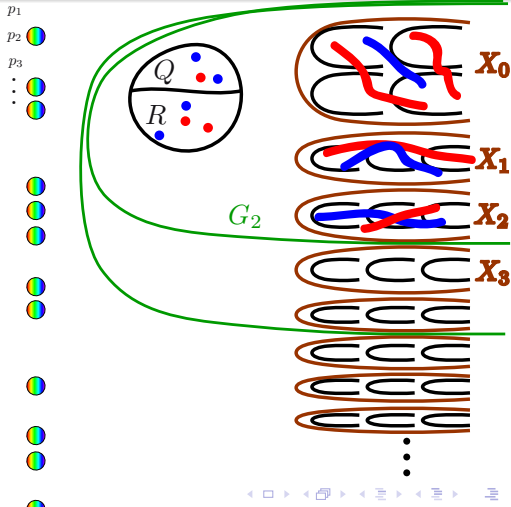 p₁
p₂
p₃
⋮
Q
R
G₂
X₀
X₁
X₂
X₃
⋮